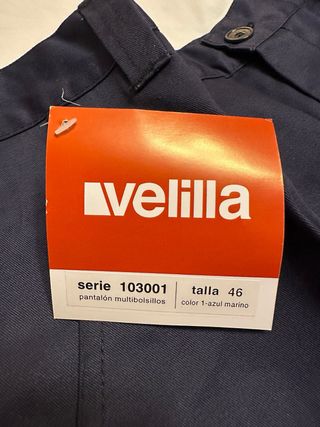 velilla
serie 103001 talla 46
pantalón multibolsillos color 1-azul marino